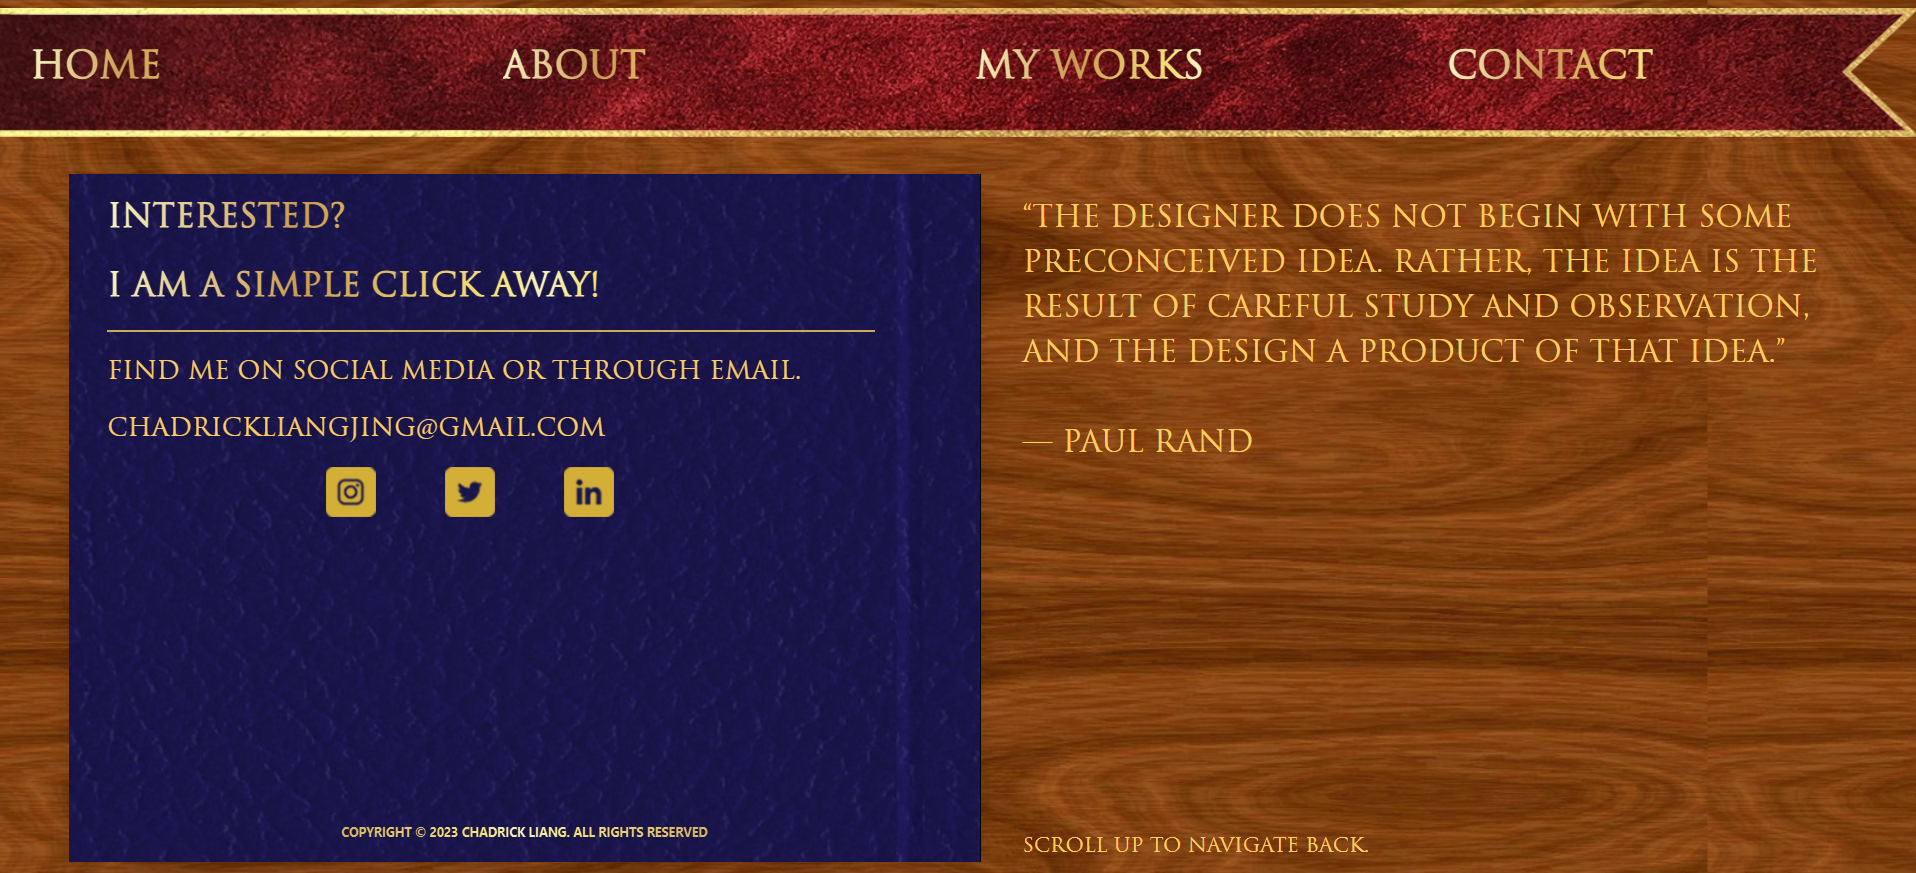 HOME
ABOUT
MY WORKS
CONTACT
INTERESTED?
I AM A SIMPLE CLICK AWAY!
FIND ME ON SOCIAL MEDIA OR THROUGH EMAIL.
CHADRICKLIANGJING@GMAIL.COM
in
COPYRIGHT © 2023 CHADRICK LIANG. ALL RIGHTS RESERVED
“THE DESIGNER DOES NOT BEGIN WITH SOME
PRECONCEIVED IDEA. RATHER, THE IDEA IS THE
RESULT OF CAREFUL STUDY AND OBSERVATION,
AND THE DESIGN A PRODUCT OF THAT IDEA.”
— PAUL RAND
SCROLL UP TO NAVIGATE BACK.